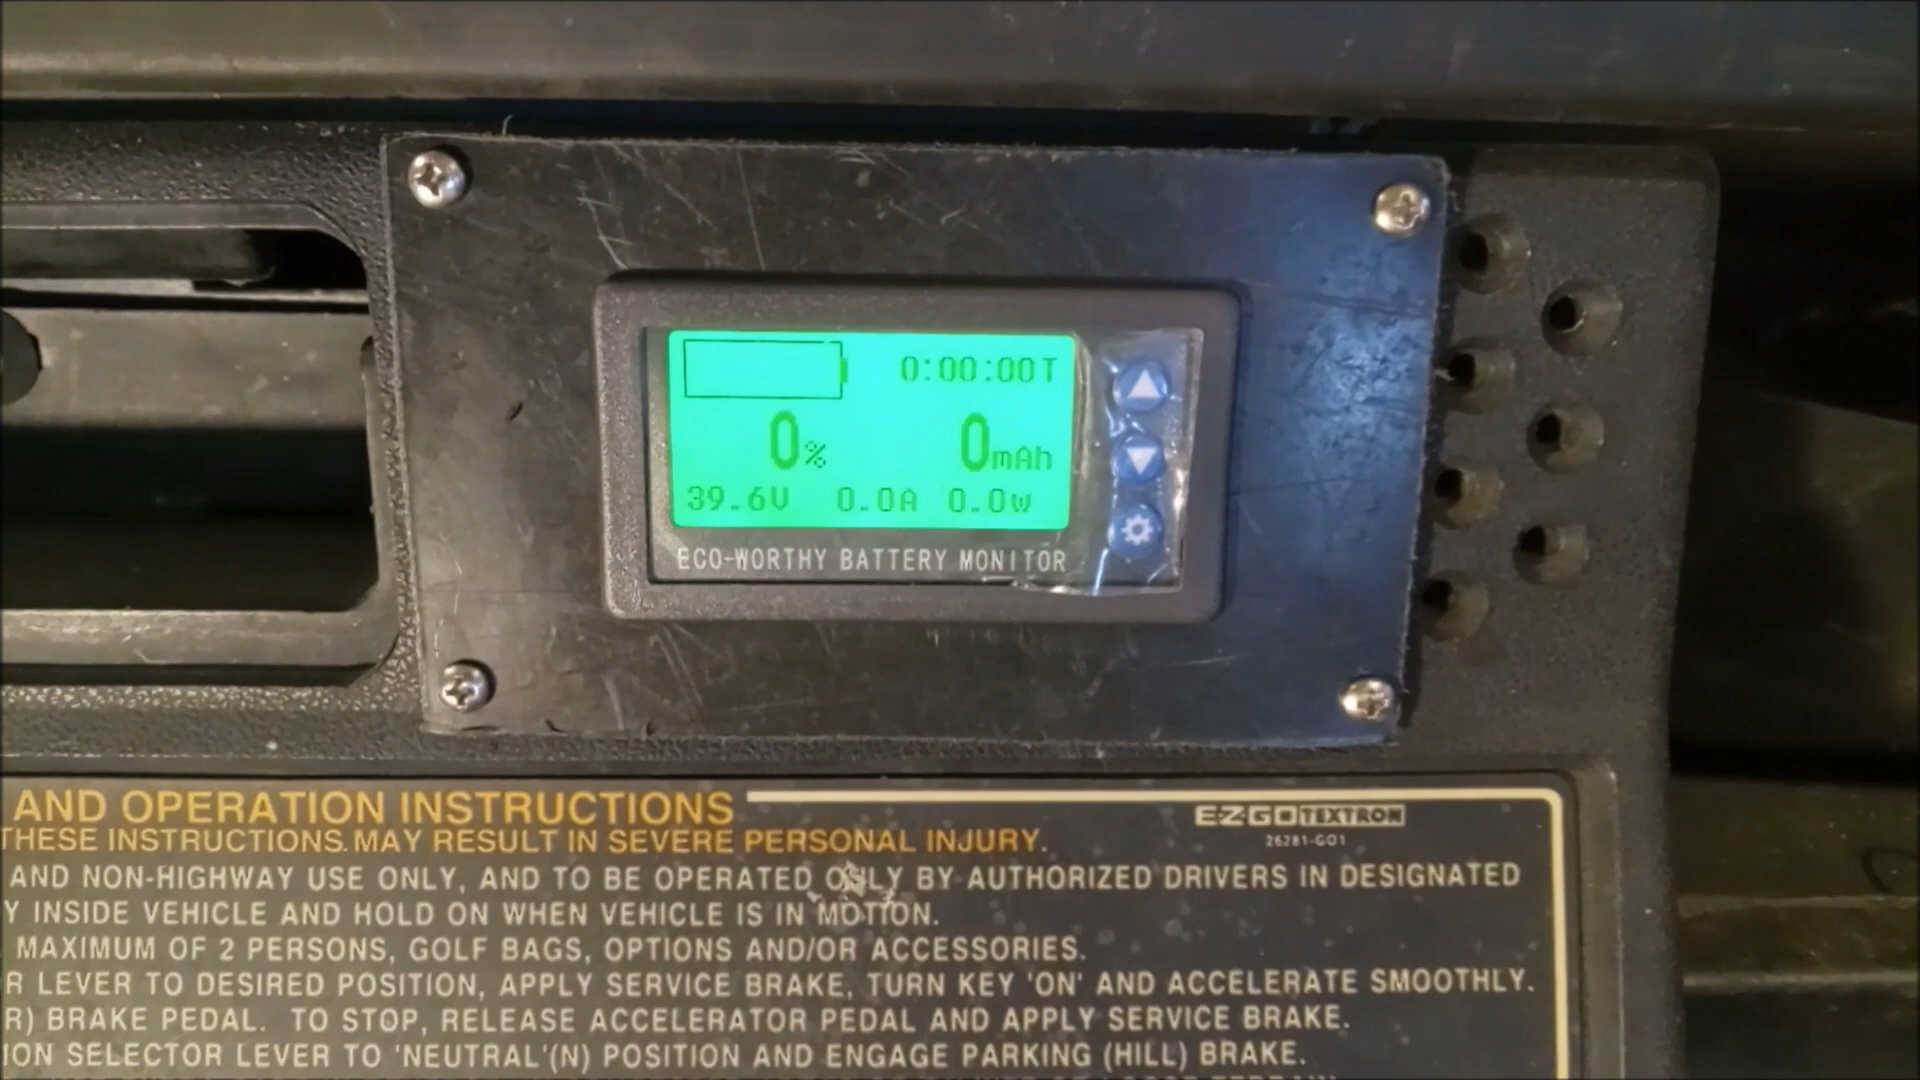 0:00:00T
0% 0mAh
39.6V 0.0A 0.0w
ECO-WORTHY BATTERY MONITOR
AND OPERATION INSTRUCTIONS
THESE INSTRUCTIONS MAY RESULT IN SEVERE PERSONAL INJURY.
E-Z-GO TEXTRON
26281-G01
AND NON-HIGHWAY USE ONLY, AND TO BE OPERATED ONLY BY AUTHORIZED DRIVERS IN DESIGNATED
Y INSIDE VEHICLE AND HOLD ON WHEN VEHICLE IS IN MOTION.
MAXIMUM OF 2 PERSONS, GOLF BAGS, OPTIONS AND/OR ACCESSORIES.
R LEVER TO DESIRED POSITION, APPLY SERVICE BRAKE, TURN KEY 'ON' AND ACCELERATE SMOOTHLY.
R) BRAKE PEDAL. TO STOP, RELEASE ACCELERATOR PEDAL AND APPLY SERVICE BRAKE.
ION SELECTOR LEVER TO 'NEUTRAL'(N) POSITION AND ENGAGE PARKING (HILL) BRAKE.